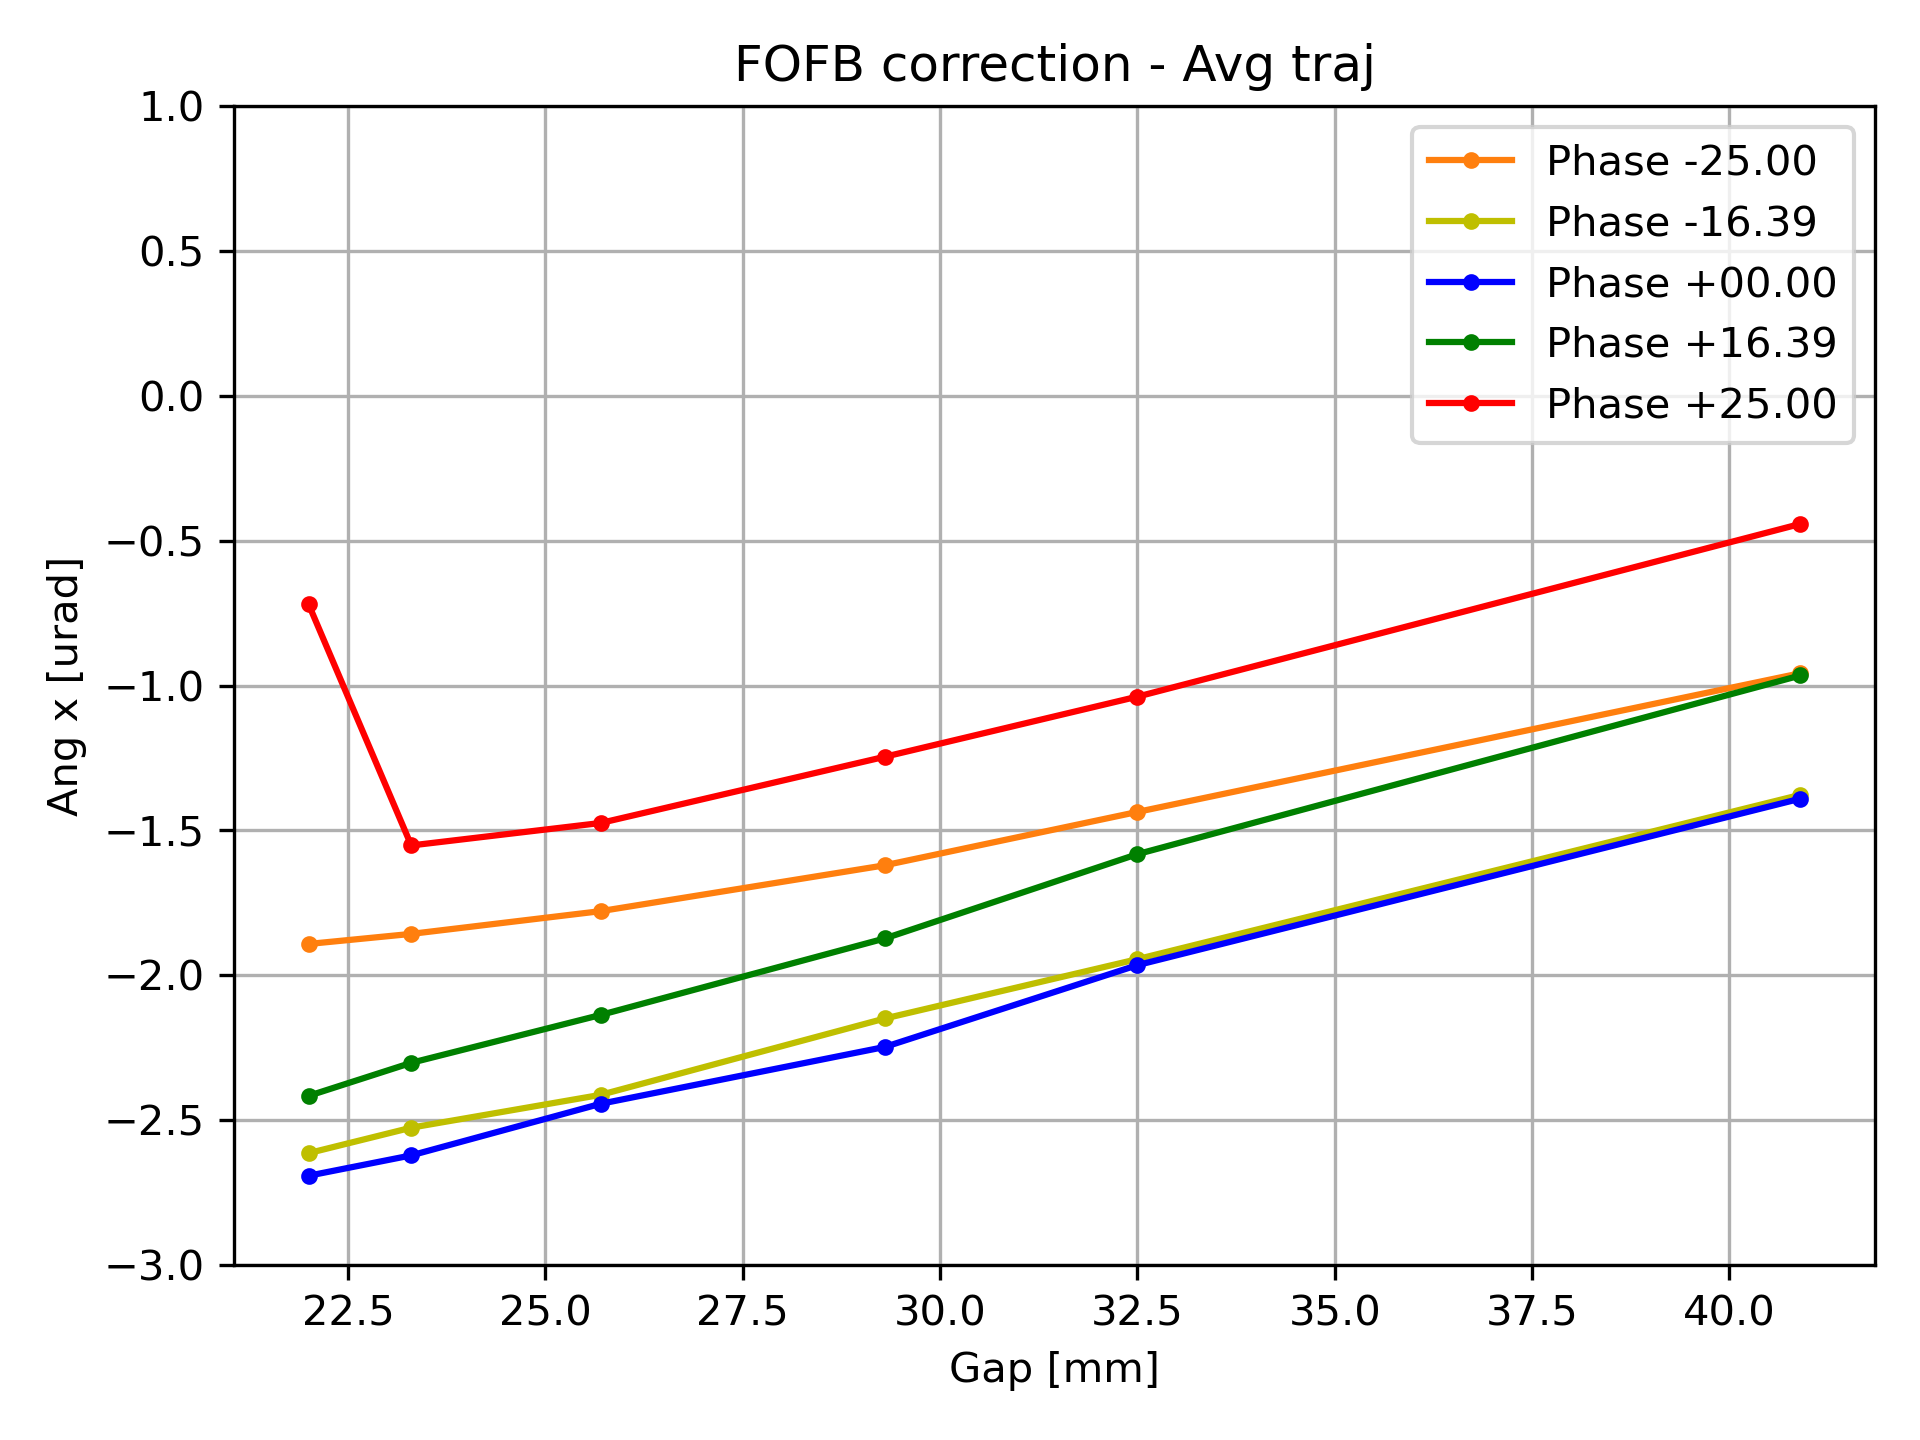 FOFB correction - Avg traj
1.0
0.5
0.0
−0.5
−1.0
−1.5
−2.0
−2.5
−3.0
Ang x [urad]
Phase -25.00
Phase -16.39
Phase +00.00
Phase +16.39
Phase +25.00
22.5 25.0 27.5 30.0 32.5 35.0 37.5 40.0
Gap [mm]